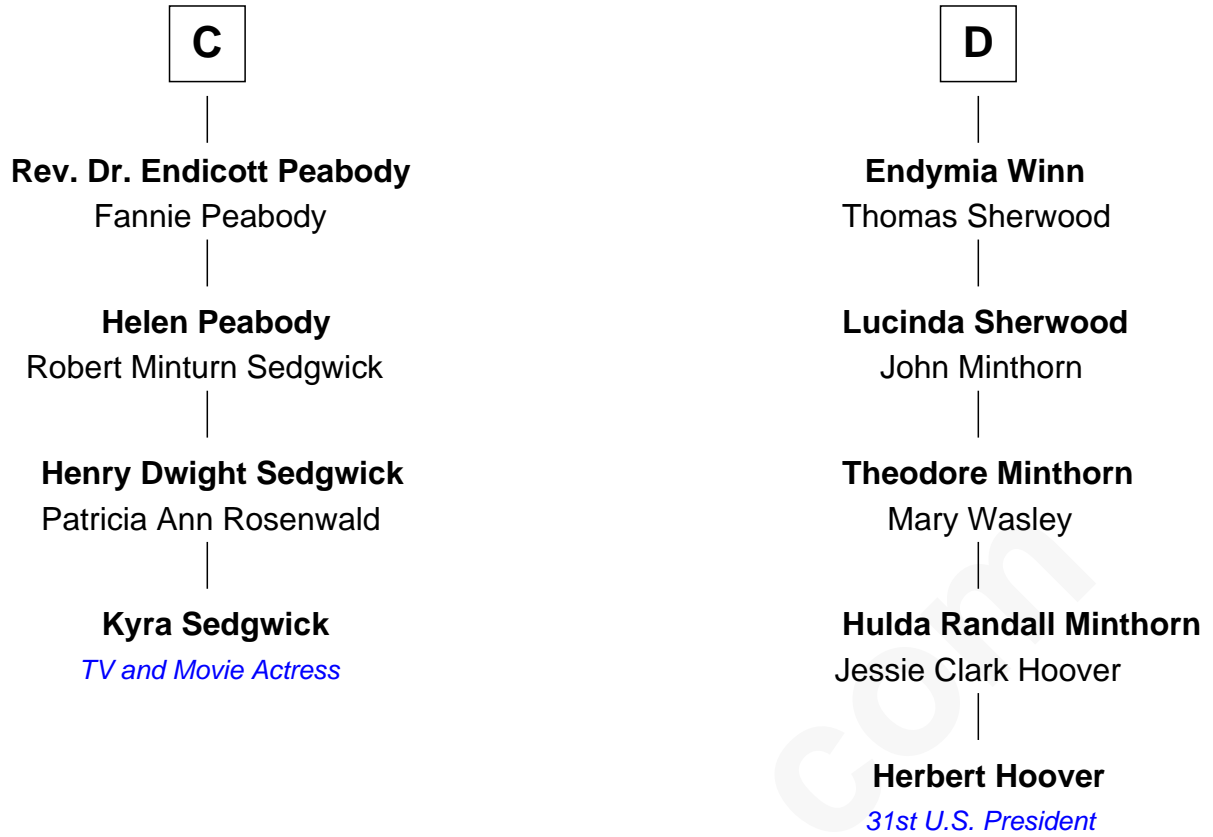 C
Rev. Dr. Endicott Peabody
Fannie Peabody
Helen Peabody
Robert Minturn Sedgwick
Henry Dwight Sedgwick
Patricia Ann Rosenwald
Kyra Sedgwick
TV and Movie Actress
D
Endymia Winn
Thomas Sherwood
Lucinda Sherwood
John Minthorn
Theodore Minthorn
Mary Wasley
Hulda Randall Minthorn
Jessie Clark Hoover
Herbert Hoover
31st U.S. President
com